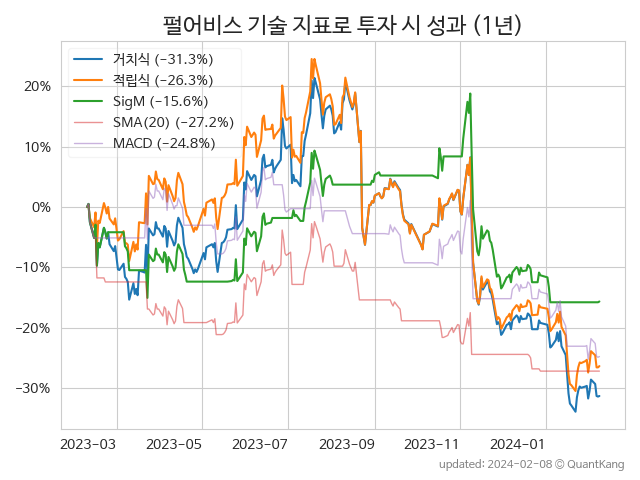 펄어비스 기술 지표로 투자 시 성과 (1년)
거치식 (−31.3%)
적립식 (−26.3%)
SigM (−15.6%)
SMA(20) (−27.2%)
MACD (−24.8%)
20%
10%
0%
−10%
−20%
−30%
2023-03 2023-05 2023-07 2023-09 2023-11 2024-01
updated: 2024-02-08 © QuantKang